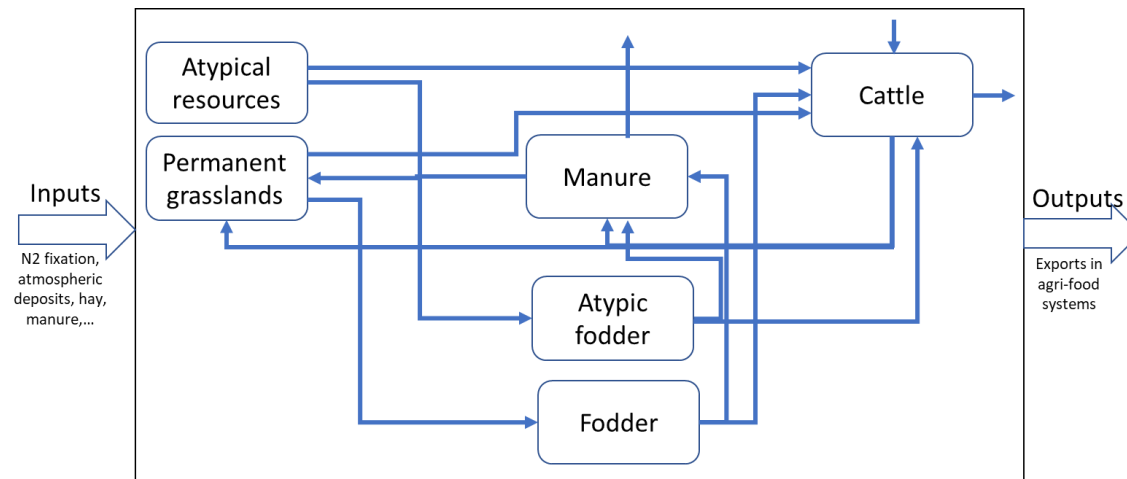 Atypical
resources
Cattle
Permanent
grasslands
Manure
Inputs
N2 fixation,
atmospheric
deposits, hay,
manure,...
Outputs
Exports in
agri-food
systems
Atypic
fodder
Fodder